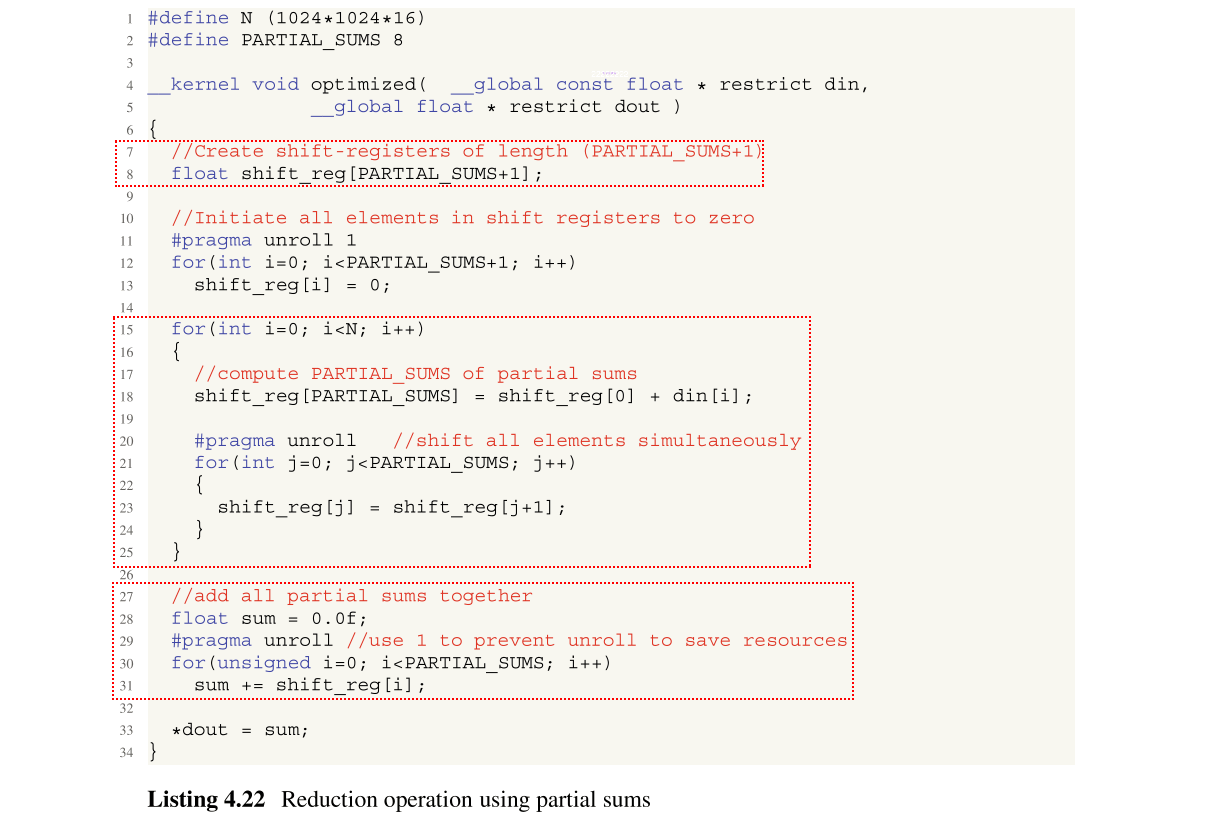 1 #define N (1024*1024*16)
2 #define PARTIAL_SUMS 8
3
4 __kernel void optimized(  __global const float * restrict din,
5               __global float * restrict dout )
6 {
7   //Create shift-registers of length (PARTIAL_SUMS+1)
8   float shift_reg[PARTIAL_SUMS+1];
9
10   //Initiate all elements in shift registers to zero
11   #pragma unroll 1
12   for(int i=0; i<PARTIAL_SUMS+1; i++)
13     shift_reg[i] = 0;
14
15   for(int i=0; i<N; i++)
16   {
17     //compute PARTIAL_SUMS of partial sums
18     shift_reg[PARTIAL_SUMS] = shift_reg[0] + din[i];
19
20     #pragma unroll   //shift all elements simultaneously
21     for(int j=0; j<PARTIAL_SUMS; j++)
22     {
23       shift_reg[j] = shift_reg[j+1];
24     }
25   }
26
27   //add all partial sums together
28   float sum = 0.0f;
29   #pragma unroll //use 1 to prevent unroll to save resources
30   for(unsigned i=0; i<PARTIAL_SUMS; i++)
31     sum += shift_reg[i];
32
33   *dout = sum;
34 }
Listing 4.22 Reduction operation using partial sums